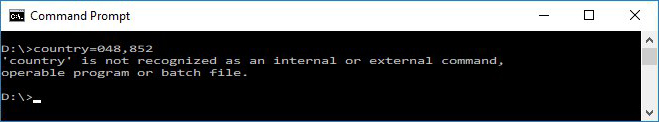 Command Prompt
D:\>country=048,852
'country' is not recognized as an internal or external command,
operable program or batch file.
D:\>